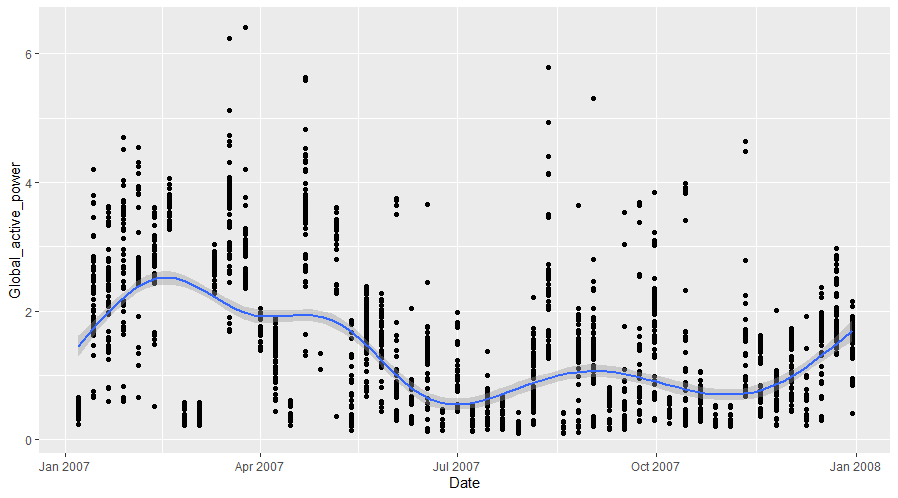 6
4
2
0
Global_active_power
Jan 2007
Apr 2007
Jul 2007
Oct 2007
Jan 2008
Date